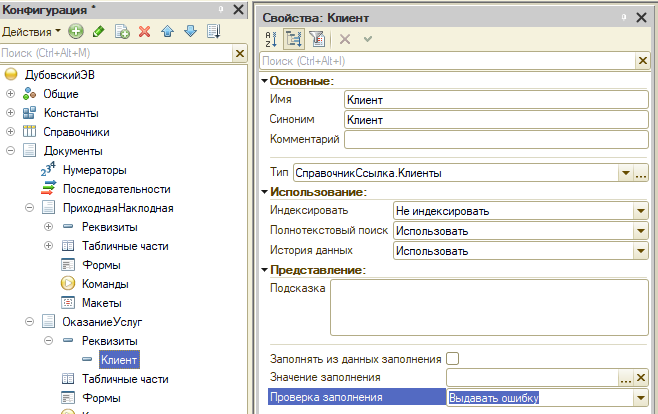 Конфигурация *
Действия
Поиск (Ctrl+Alt+M)
ДубовскийЭВ
Общие
Константы
Справочники
Документы
Нумераторы
Последовательности
ПриходнаяНаклодная
Реквизиты
Табличные части
Формы
Команды
Макеты
ОказаниеУслуг
Реквизиты
Клиент
Табличные части
Формы
Свойства: Клиент
Поиск (Ctrl+Alt+I)
Основные:
Имя Клиент
Синоним Клиент
Комментарий
Тип СправочникСсылка.Клиенты
Использование:
Индексировать Не индексировать
Полнотекстовый поиск Использовать
История данных Использовать
Представление:
Подсказка
Заполнять из данных заполнения
Значение заполнения
Проверка заполнения Выдавать ошибку